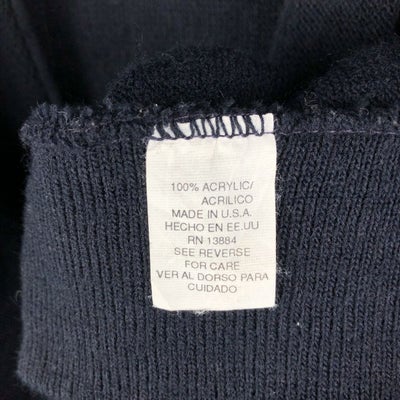 100% ACRYLIC/
ACRILICO
MADE IN U.S.A.
HECHO EN EE.UU
RN 13884
SEE REVERSE
FOR CARE
VER AL DORSO PARA
CUIDADO